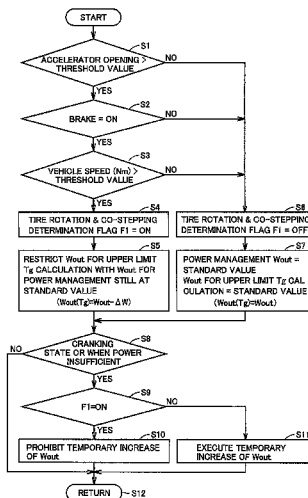 START
S1
ACCELERATOR OPENING >
THRESHOLD VALUE
NO
YES
S2
BRAKE = ON
NO
YES
S3
VEHICLE SPEED (Nm) >
THRESHOLD VALUE
NO
YES
S4
TIRE ROTATION & CO-STEPPING
DETERMINATION FLAG F1 = ON
S6
TIRE ROTATION & CO-STEPPING
DETERMINATION FLAG F1 = OFF
S5
RESTRICT Wout FOR UPPER LIMIT
Tg CALCULATION WITH Wout FOR
POWER MANAGEMENT STILL AT
STANDARD VALUE
(Wout(Tg)=Wout-ΔW)
S7
POWER MANAGEMENT Wout =
STANDARD VALUE
Wout FOR UPPER LIMIT Tg CAL
CULATION = STANDARD VALUE
(Wout(Tg)=Wout)
S8
CRANKING
STATE OR WHEN POWER
INSUFFICIENT
NO
YES
S9
F1=ON
NO
YES
S10
PROHIBIT TEMPORARY INCREASE
OF Wout
S11
EXECUTE TEMPORARY
INCREASE OF Wout
RETURN
S12